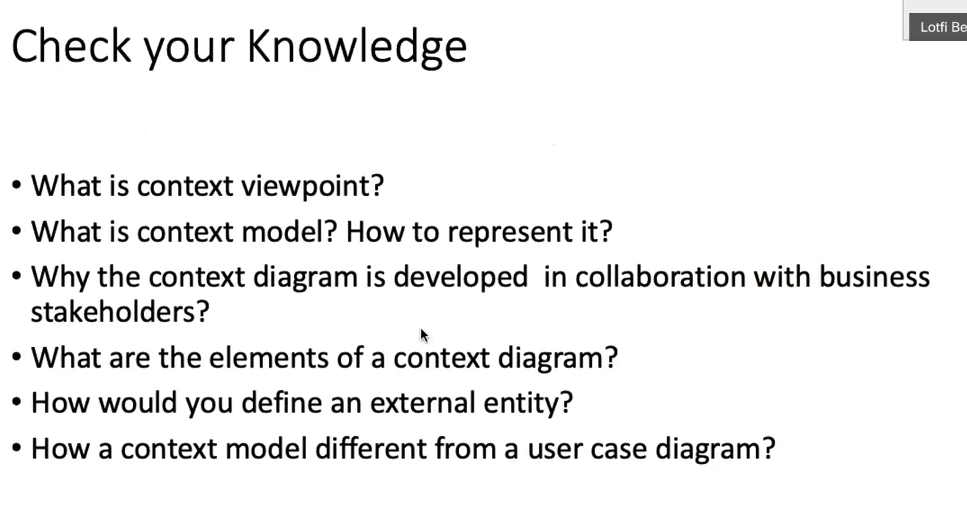 Check your Knowledge
Lotfi Be
• What is context viewpoint?
• What is context model? How to represent it?
• Why the context diagram is developed in collaboration with business
stakeholders?
• What are the elements of a context diagram?
• How would you define an external entity?
• How a context model different from a user case diagram?